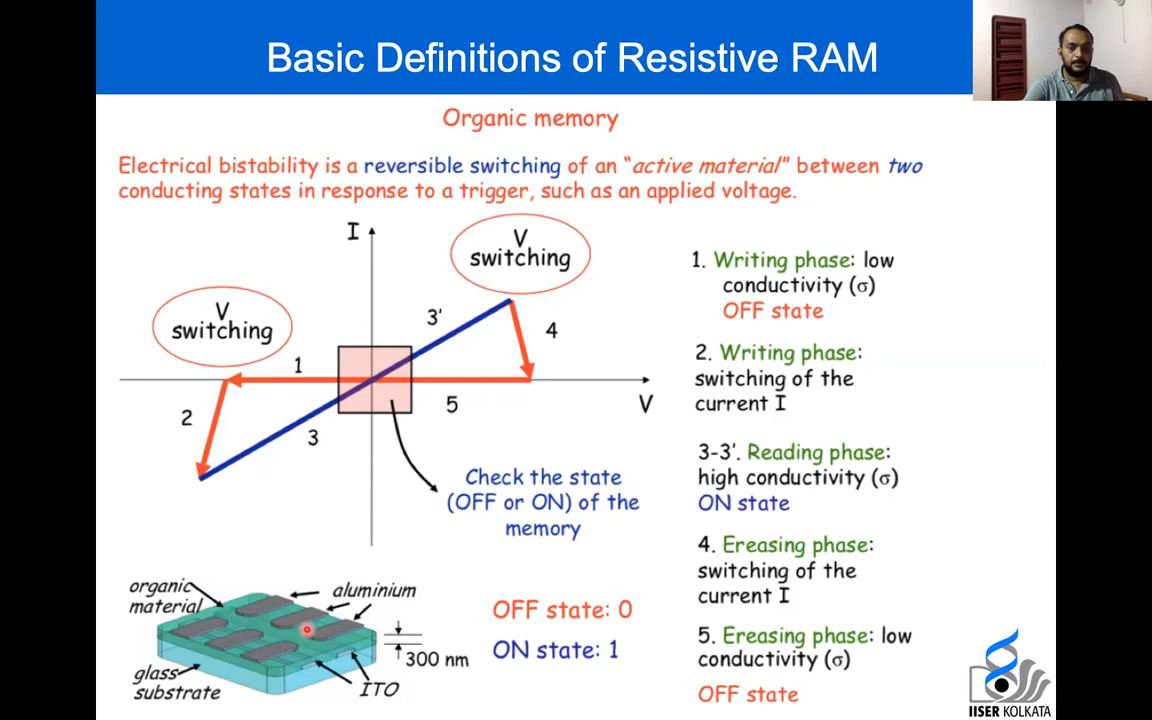 Basic Definitions of Resistive RAM
Organic memory
Electrical bistability is a reversible switching of an "active material" between two
conducting states in response to a trigger, such as an applied voltage.
I
V
switching
V
switching
3'
4
1
2
3
5
V
Check the state
(OFF or ON) of the
memory
1. Writing phase: low
conductivity (σ)
OFF state
2. Writing phase:
switching of the
current I
3-3'. Reading phase:
high conductivity (σ)
ON state
4. Ereasing phase:
switching of the
current I
5. Ereasing phase: low
conductivity (σ)
OFF state
organic
material
aluminium
300 nm
glass
substrate
ITO
OFF state: 0
ON state: 1
IISER KOLKATA